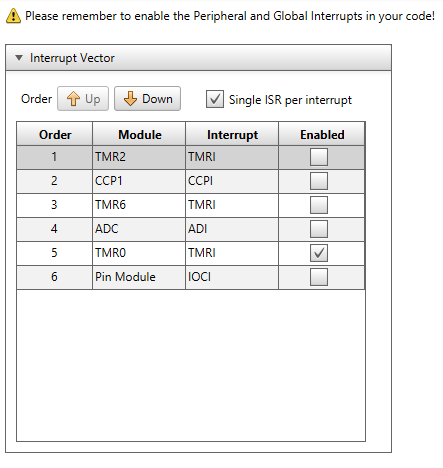 Please remember to enable the Peripheral and Global Interrupts in your code!
Interrupt Vector
Order Up Down Single ISR per interrupt
Order Module Interrupt Enabled
1 TMR2 TMRI
2 CCP1 CCPI
3 TMR6 TMRI
4 ADC ADI
5 TMR0 TMRI
6 Pin Module IOCI